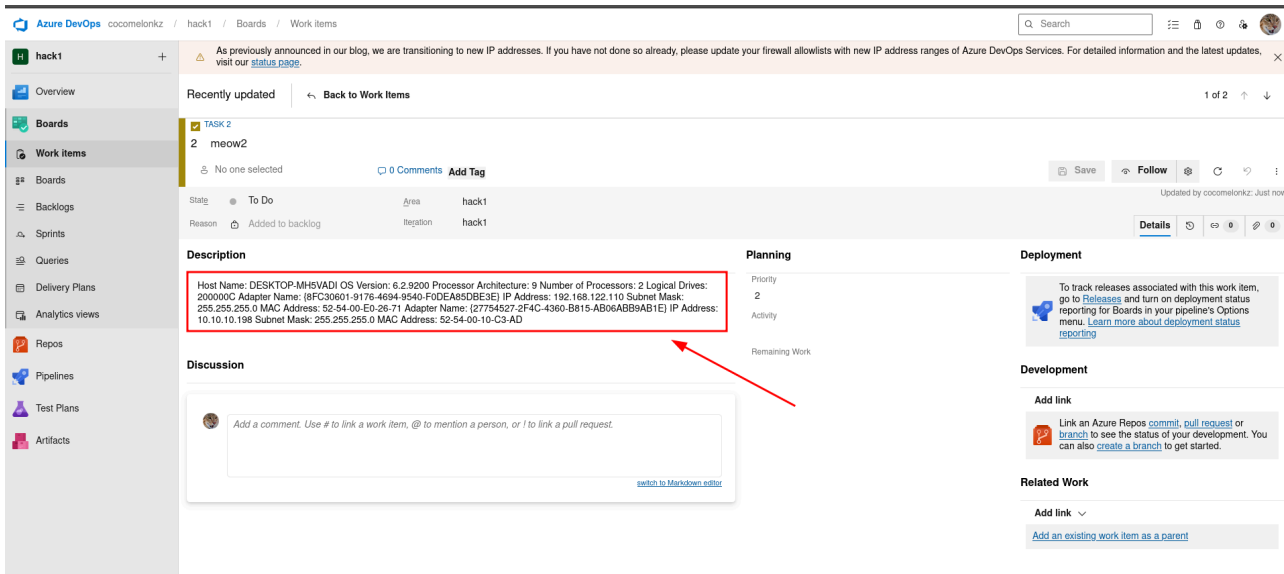 Azure DevOps cocomelonkz / hack1 / Boards / Work items Search
H hack1 +
As previously announced in our blog, we are transitioning to new IP addresses. If you have not done so already, please update your firewall allowlists with new IP address ranges of Azure DevOps Services. For detailed information and the latest updates,
visit our status page.
Overview
Boards
Work items
Boards
Backlogs
Sprints
Queries
Delivery Plans
Analytics views
Repos
Pipelines
Test Plans
Artifacts
Recently updated Back to Work Items 1 of 2
TASK 2
2 meow2
No one selected 0 Comments Add Tag Save Follow
State To Do Area hack1 Updated by cocomelonkz: Just now
Reason Added to backlog Iteration hack1 Details 0 0
Description
Host Name: DESKTOP-MH5VADI OS Version: 6.2.9200 Processor Architecture: 9 Number of Processors: 2 Logical Drives:
200000C Adapter Name: {8FC30601-9176-4694-9540-F0DEA85DBE3E} IP Address: 192.168.122.110 Subnet Mask:
255.255.255.0 MAC Address: 52-54-00-E0-26-71 Adapter Name: {27754527-2F4C-4360-B815-AB06ABB9AB1E} IP Address:
10.10.10.198 Subnet Mask: 255.255.255.0 MAC Address: 52-54-00-10-C3-AD
Discussion
Add a comment. Use # to link a work item, @ to mention a person, or ! to link a pull request.
switch to Markdown editor
Planning
Priority
2
Activity
Remaining Work
Deployment
To track releases associated with this work item,
go to Releases and turn on deployment status
reporting for Boards in your pipeline's Options
menu. Learn more about deployment status
reporting
Development
Add link
Link an Azure Repos commit, pull request or
branch to see the status of your development. You
can also create a branch to get started.
Related Work
Add link
Add an existing work item as a parent